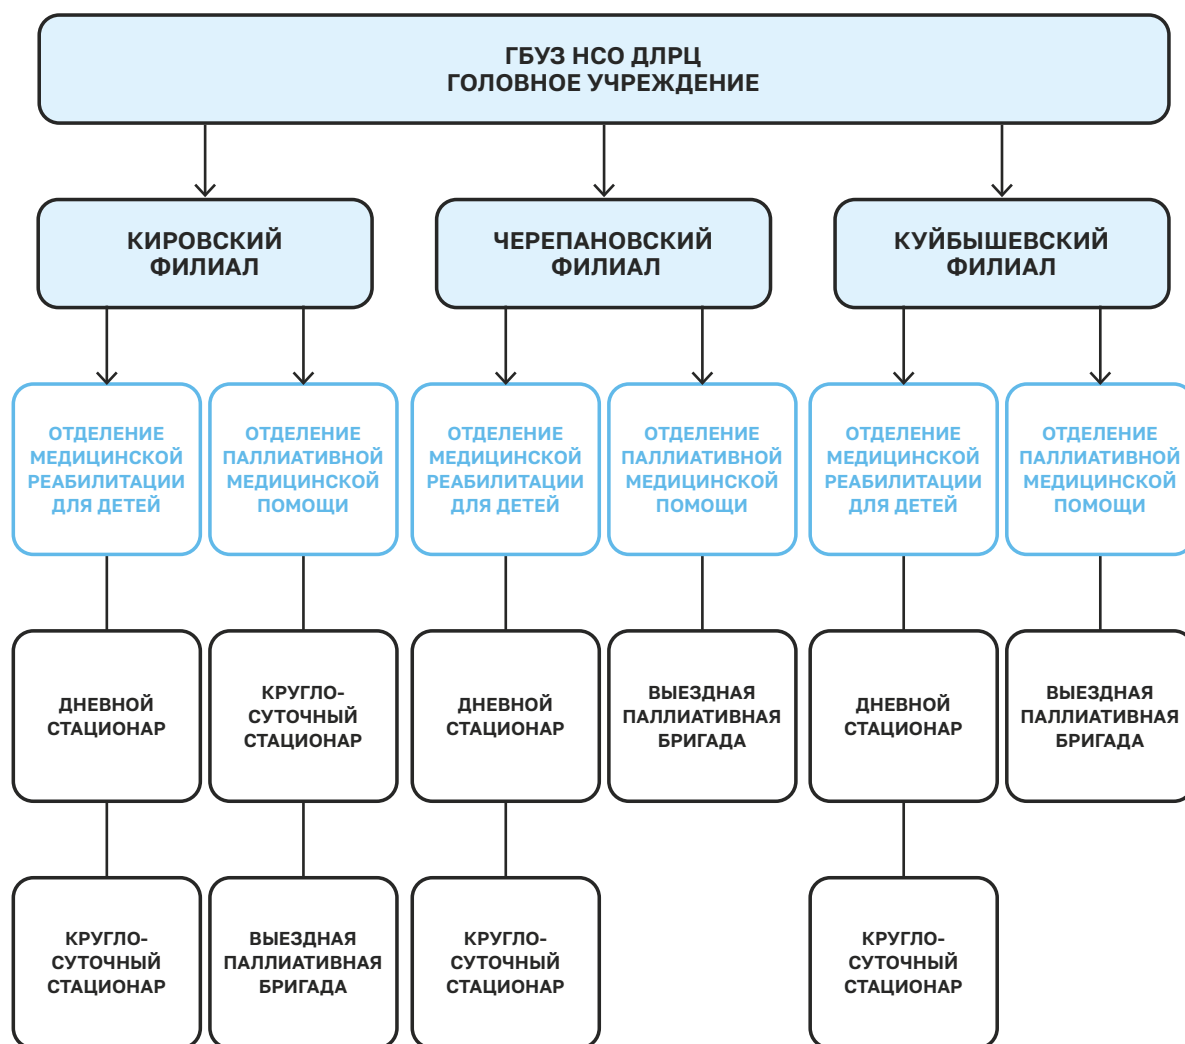 ГБУЗ НСО ДЛРЦ
ГОЛОВНОЕ УЧРЕЖДЕНИЕ
КИРОВСКИЙ
ФИЛИАЛ
ЧЕРЕПАНОВСКИЙ
ФИЛИАЛ
КУЙБЫШЕВСКИЙ
ФИЛИАЛ
ОТДЕЛЕНИЕ
МЕДИЦИНСКОЙ
РЕАБИЛИТАЦИИ
ДЛЯ ДЕТЕЙ
ОТДЕЛЕНИЕ
ПАЛЛИАТИВНОЙ
МЕДИЦИНСКОЙ
ПОМОЩИ
ОТДЕЛЕНИЕ
МЕДИЦИНСКОЙ
РЕАБИЛИТАЦИИ
ДЛЯ ДЕТЕЙ
ОТДЕЛЕНИЕ
ПАЛЛИАТИВНОЙ
МЕДИЦИНСКОЙ
ПОМОЩИ
ОТДЕЛЕНИЕ
МЕДИЦИНСКОЙ
РЕАБИЛИТАЦИИ
ДЛЯ ДЕТЕЙ
ОТДЕЛЕНИЕ
ПАЛЛИАТИВНОЙ
МЕДИЦИНСКОЙ
ПОМОЩИ
ДНЕВНОЙ
СТАЦИОНАР
КРУГЛО-
СУТОЧНЫЙ
СТАЦИОНАР
ДНЕВНОЙ
СТАЦИОНАР
ВЫЕЗДНАЯ
ПАЛЛИАТИВНАЯ
БРИГАДА
ДНЕВНОЙ
СТАЦИОНАР
ВЫЕЗДНАЯ
ПАЛЛИАТИВНАЯ
БРИГАДА
КРУГЛО-
СУТОЧНЫЙ
СТАЦИОНАР
ВЫЕЗДНАЯ
ПАЛЛИАТИВНАЯ
БРИГАДА
КРУГЛО-
СУТОЧНЫЙ
СТАЦИОНАР
КРУГЛО-
СУТОЧНЫЙ
СТАЦИОНАР